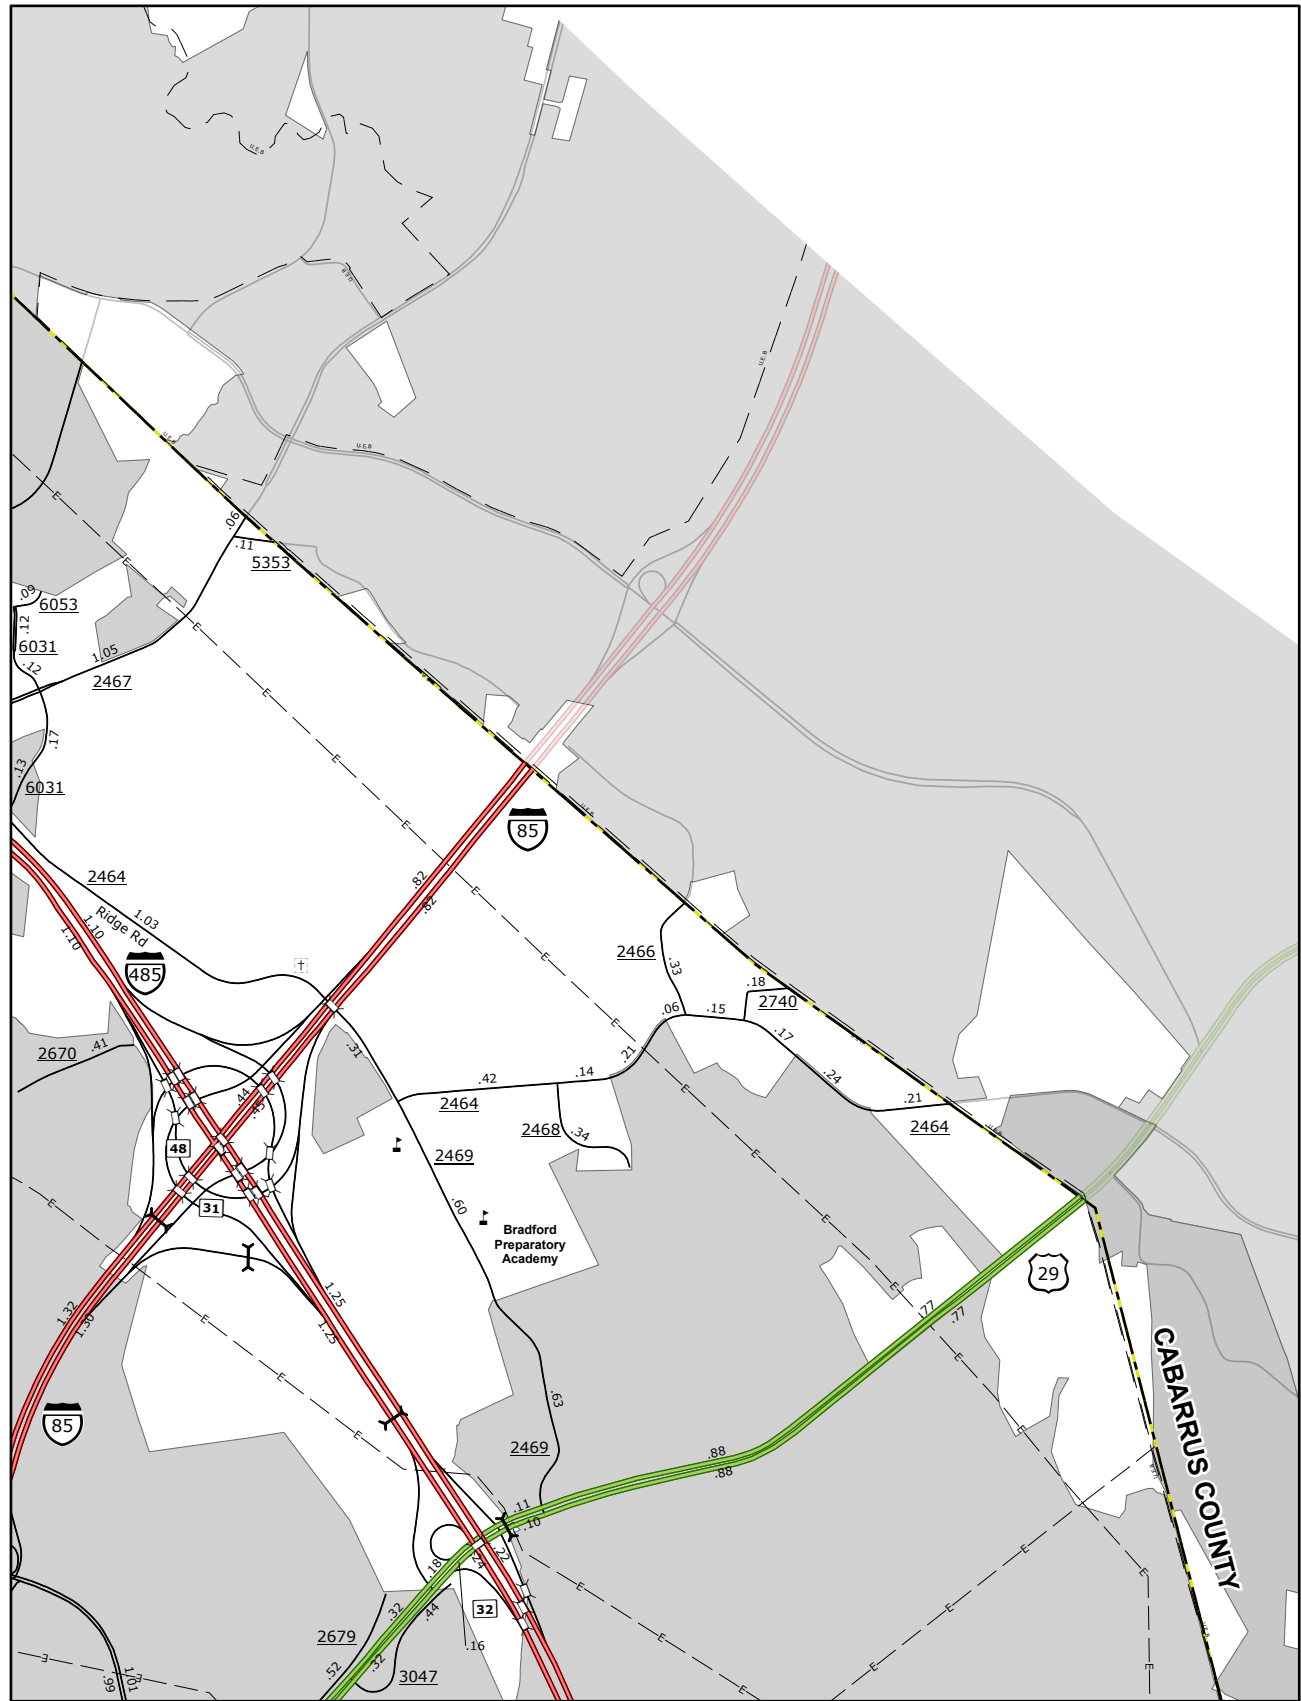 U.E.B
U.E.B
U.E.B
U.E.B
U.E.B
E
.06
.11
5353
E
.09
6053
.12
6031
.12
1.05
2467
E
E
.17
.13
6031
E
U.E.B
85
E
.82
.82
E
2464
1.03
Ridge Rd
1.10
1.10
485
2466
.33
E
.18
2740
.06
.15
.17
.21
E
.24
.21
2464
U.E.B
2670
.41
.31
.42
.14
2464
.44
.45
2468
.34
48
2469
E
31
.60
Bradford
Preparatory
Academy
E
E
29
E
1.25
1.25
1.32
1.30
E
.77
.77
E
E
85
.63
2469
.88
.88
E
E
U.E.B
CABARRUS COUNTY
.11
.10
.22
.24
.18
E
E
E
.32
.44
32
E
2679
.16
.52
.32
3047
E
E
E
E
1.01
.99
E
U.E.B